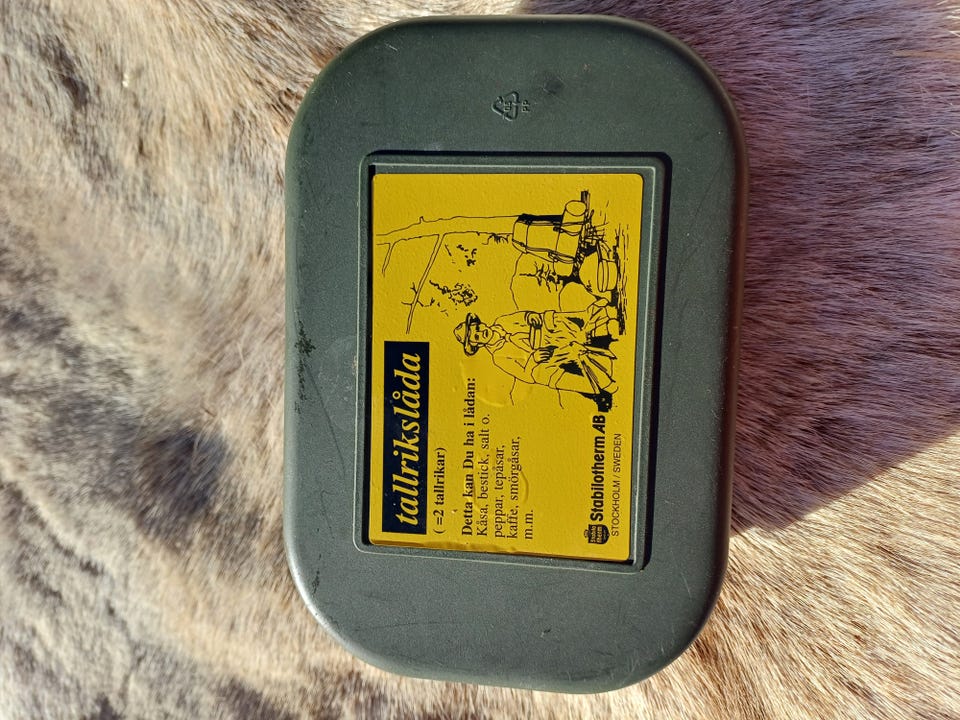 tallrikslåda
( =2 tallrikar)
Detta kan Du ha i lådan:
Kåsa, bestick, salt o.
peppar, tepåsar,
kaffe, smörgåsar,
m.m.
Stabilotherm AB
STOCKHOLM / SWEDEN
PP